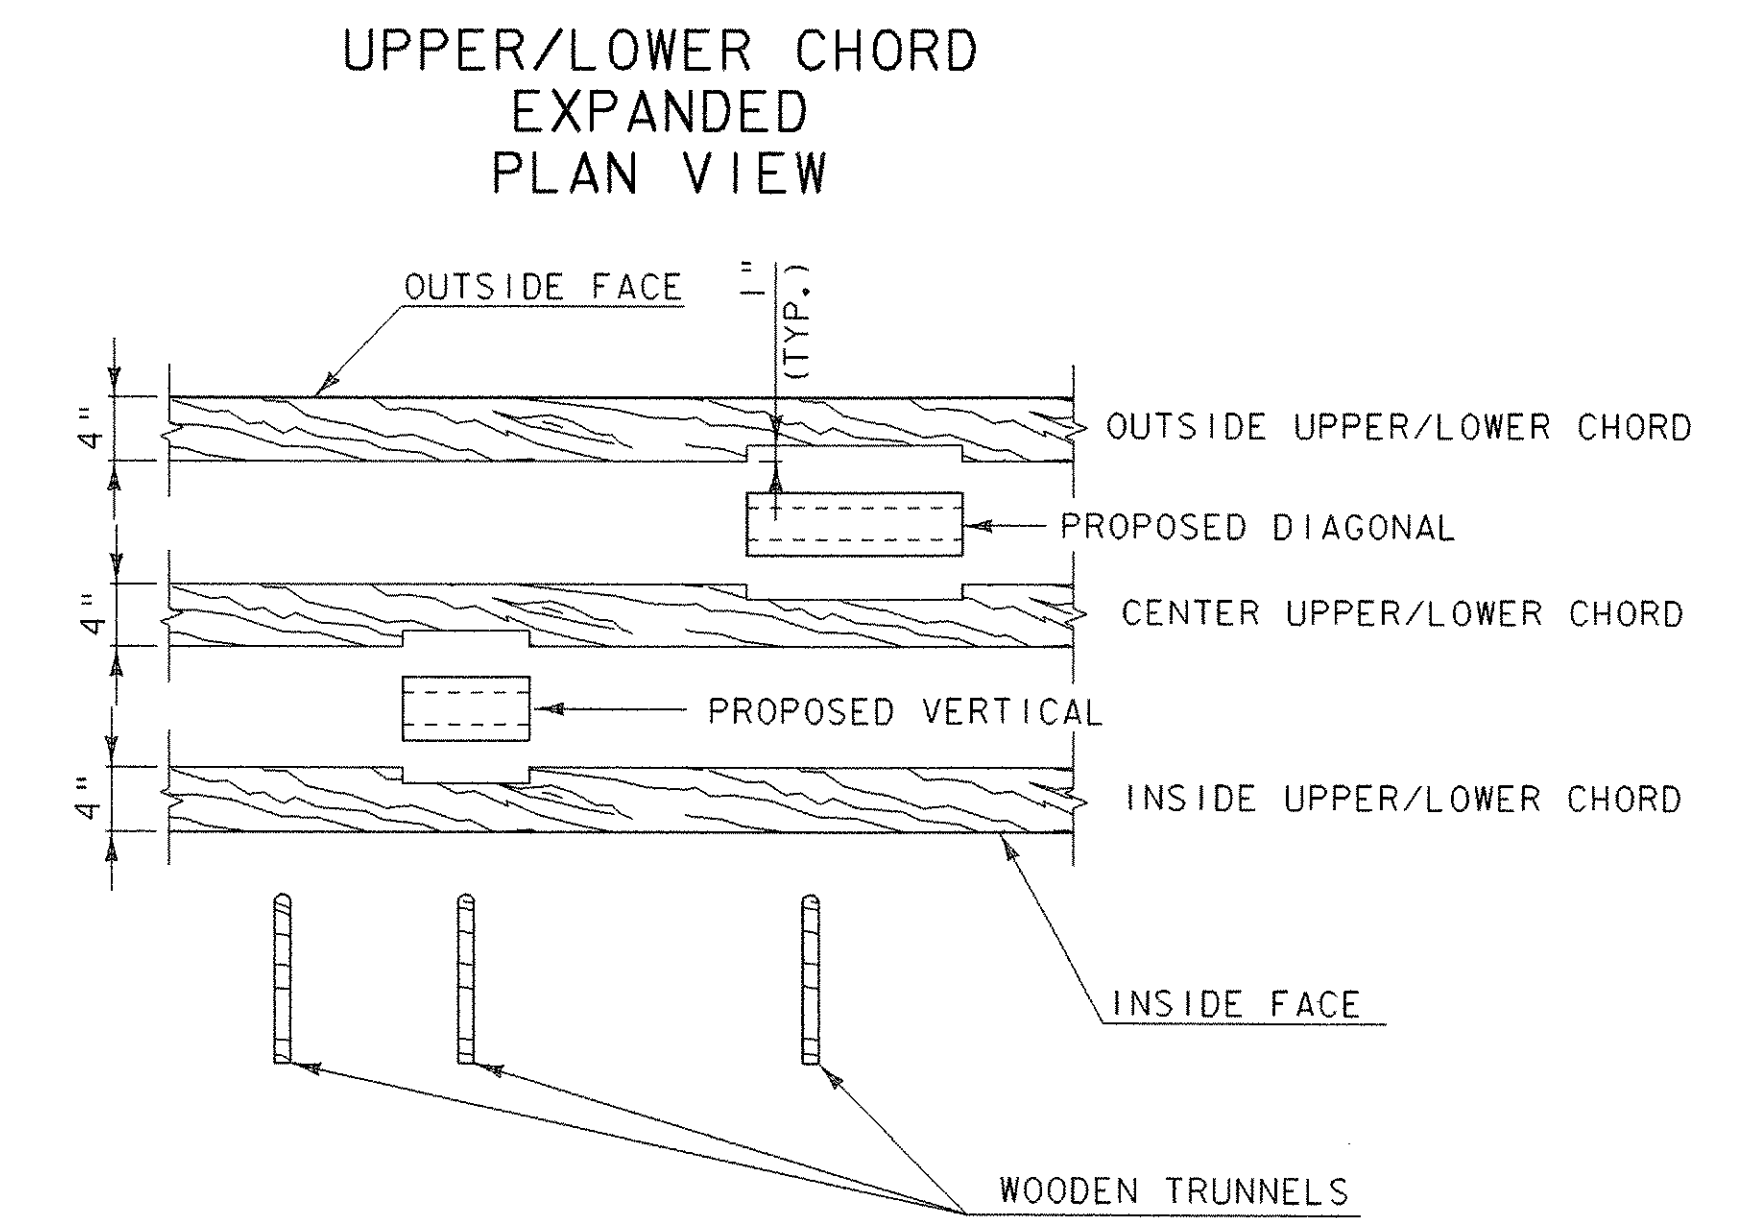 UPPER/LOWER CHORD
EXPANDED
PLAN VIEW
OUTSIDE FACE
1"
(TYP.)
4"
OUTSIDE UPPER/LOWER CHORD
PROPOSED DIAGONAL
4"
CENTER UPPER/LOWER CHORD
PROPOSED VERTICAL
4"
INSIDE UPPER/LOWER CHORD
INSIDE FACE
WOODEN TRUNNELS